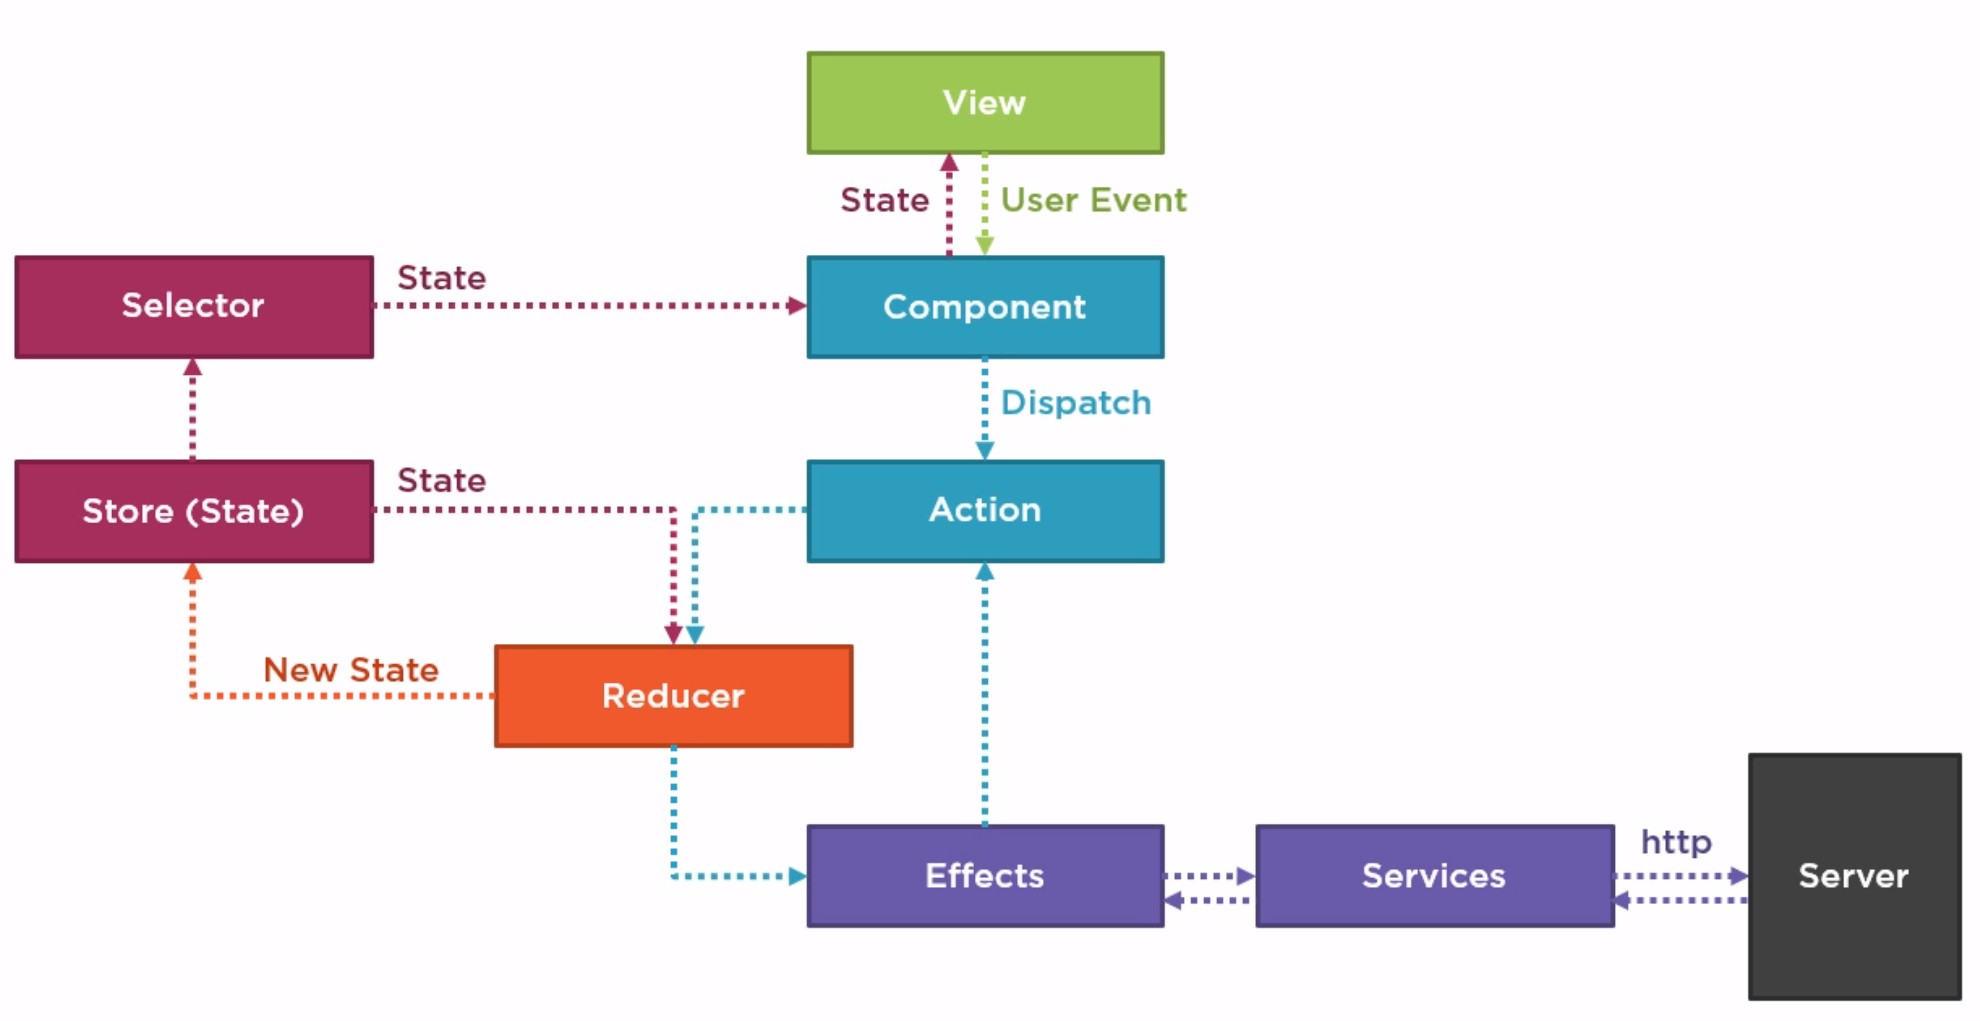 View
State
User Event
Selector
State
Component
Dispatch
Store (State)
State
Action
New State
Reducer
Effects
Services
http
Server